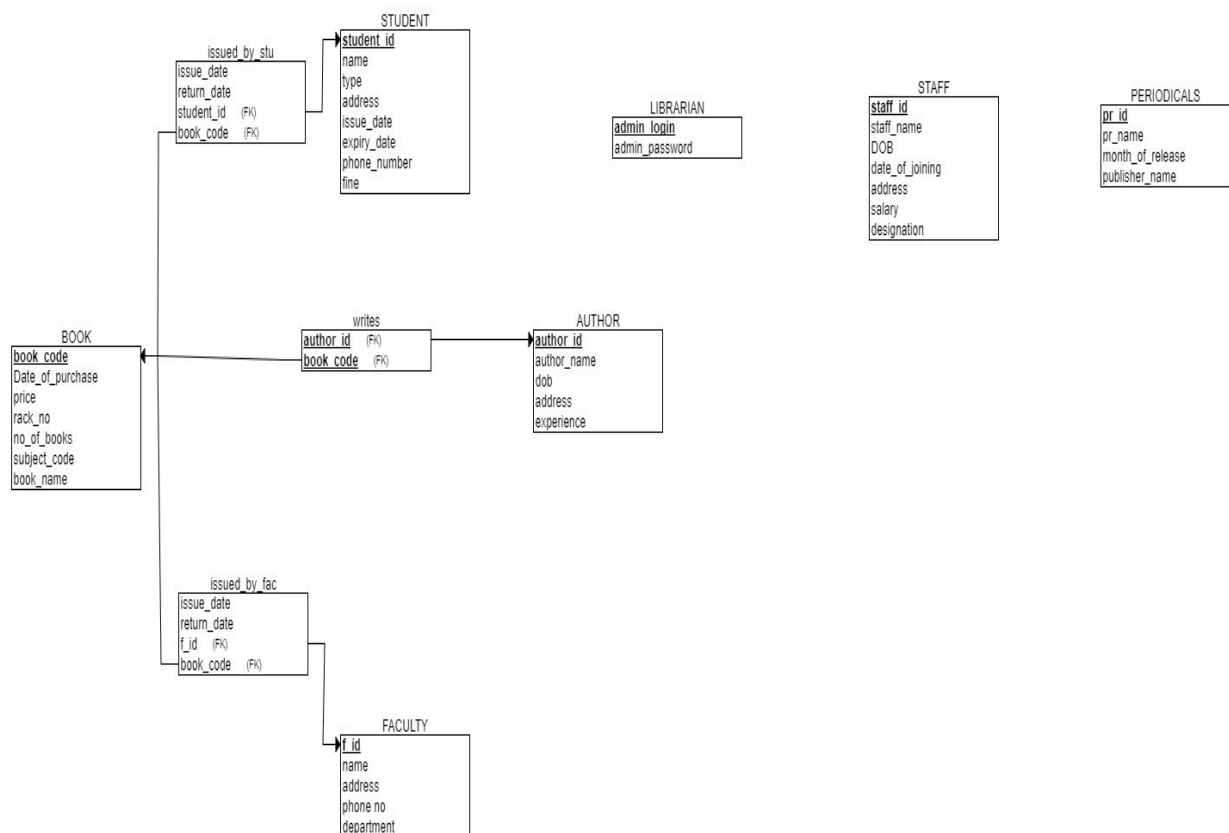 STUDENT
student_id
name
type
address
issue_date
expiry_date
phone_number
fine
issued_by_stu
issue_date
return_date
student_id (FK)
book_code (FK)
LIBRARIAN
admin_login
admin_password
STAFF
staff_id
staff_name
DOB
date_of_joining
address
salary
designation
PERIODICALS
pr_id
pr_name
month_of_release
publisher_name
BOOK
book_code
Date_of_purchase
price
rack_no
no_of_books
subject_code
book_name
writes
author_id (FK)
book_code (FK)
AUTHOR
author_id
author_name
dob
address
experience
issued_by_fac
issue_date
return_date
f_id (FK)
book_code (FK)
FACULTY
f_id
name
address
phone no
department